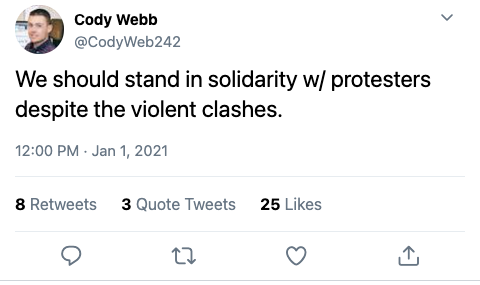 Cody Webb
@CodyWeb242
We should stand in solidarity w/ protesters
despite the violent clashes.
12:00 PM · Jan 1, 2021
8 Retweets 3 Quote Tweets 25 Likes